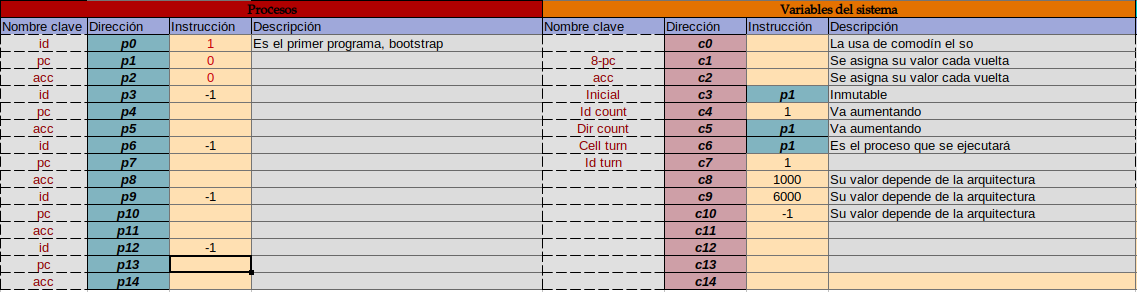 Procesos Variables del sistema
Nombre clave Dirección Instrucción Descripción Nombre clave Dirección Instrucción Descripción
id p0 1 Es el primer programa, bootstrap c0 La usa de comodín el so
pc p1 0 8-pc c1 Se asigna su valor cada vuelta
acc p2 0 acc c2 Se asigna su valor cada vuelta
id p3 -1 Inicial c3 p1 Inmutable
pc p4 Id count c4 1 Va aumentando
acc p5 Dir count c5 p1 Va aumentando
id p6 -1 Cell turn c6 p1 Es el proceso que se ejecutará
pc p7 Id turn c7 1
acc p8 c8 1000 Su valor depende de la arquitectura
id p9 -1 c9 6000 Su valor depende de la arquitectura
pc p10 c10 -1 Su valor depende de la arquitectura
acc p11 c11
id p12 -1 c12
pc p13 c13
acc p14 c14